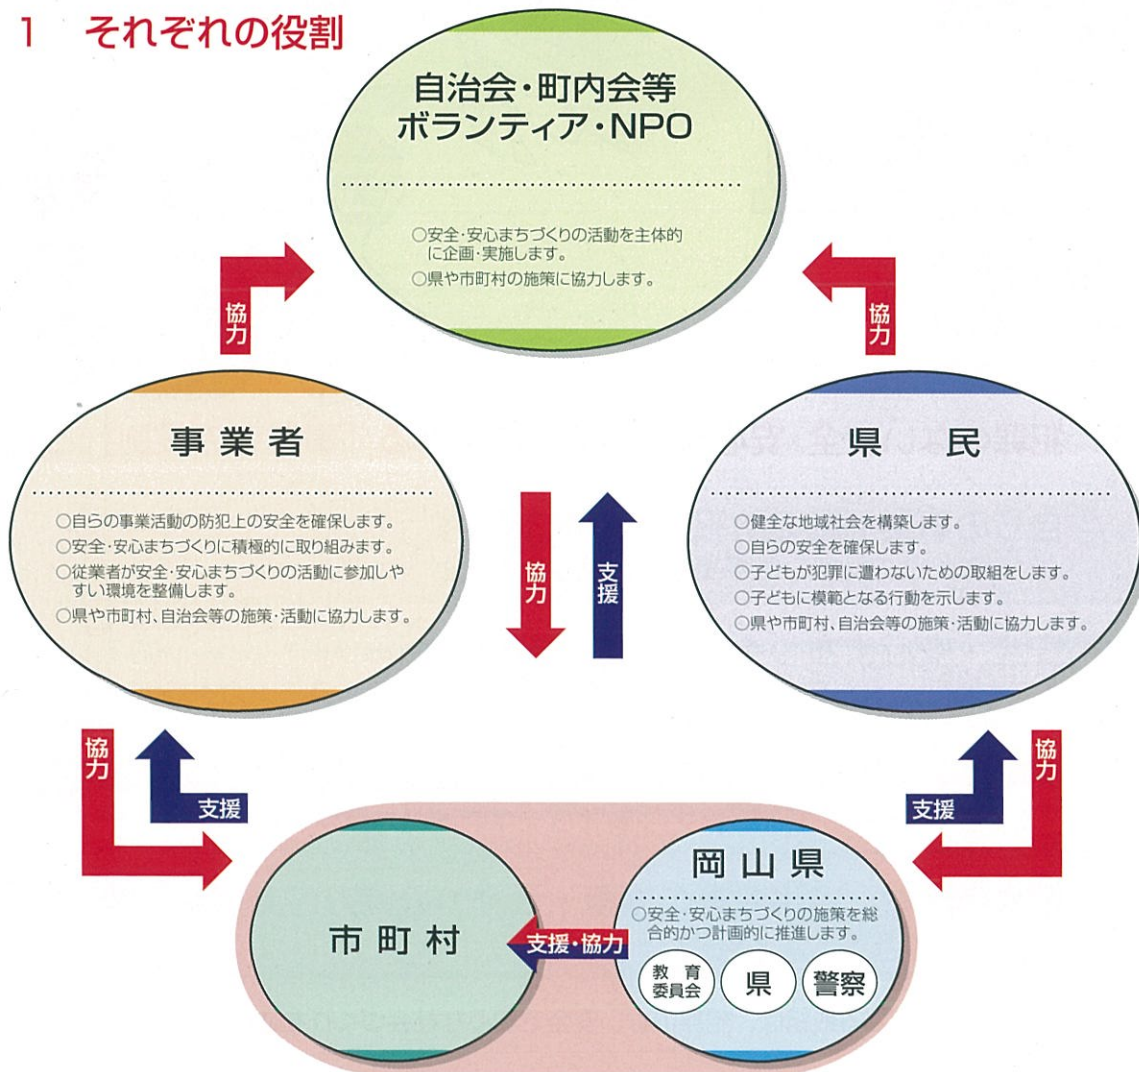 1 それぞれの役割
自治会・町内会等
ボランティア・NPO
○安全・安心まちづくりの活動を主体的
に企画・実施します。
○県や市町村の施策に協力します。
協力
協力
事業者
○自らの事業活動の防犯上の安全を確保します。
○安全・安心まちづくりに積極的に取り組みます。
○従業者が安全・安心まちづくりの活動に参加しや
すい環境を整備します。
○県や市町村、自治会等の施策・活動に協力します。
協力
支援
県民
○健全な地域社会を構築します。
○自らの安全を確保します。
○子どもが犯罪に遭わないための取組をします。
○子どもに模範となる行動を示します。
○県や市町村、自治会等の施策・活動に協力します。
協力
支援
支援
協力
市町村
支援・協力
岡山県
○安全・安心まちづくりの施策を総
合的かつ計画的に推進します。
教育
委員会
県
警察